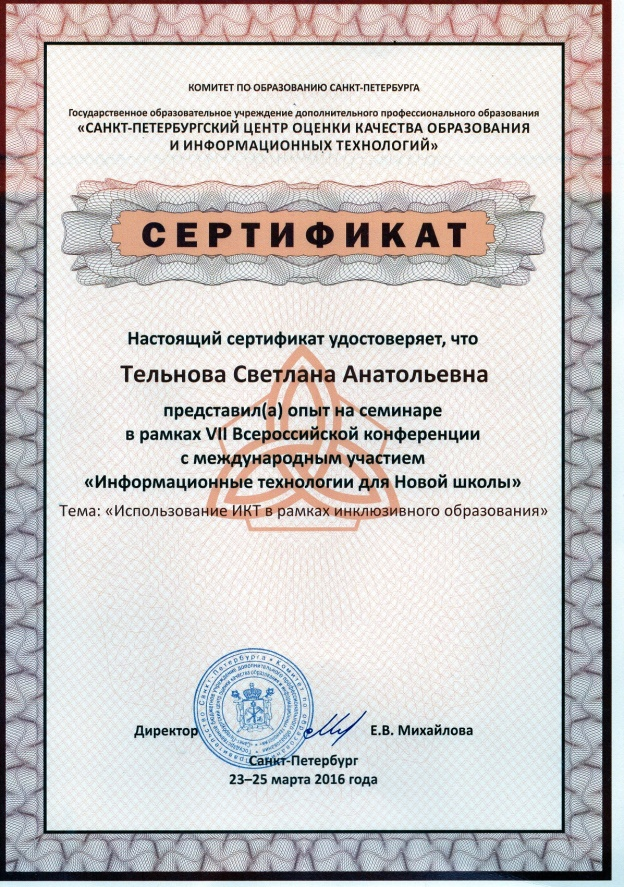 КОМИТЕТ ПО ОБРАЗОВАНИЮ САНКТ-ПЕТЕРБУРГА
Государственное образовательное учреждение дополнительного профессионального образования
«САНКТ-ПЕТЕРБУРГСКИЙ ЦЕНТР ОЦЕНКИ КАЧЕСТВА ОБРАЗОВАНИЯ
И ИНФОРМАЦИОННЫХ ТЕХНОЛОГИЙ»
СЕРТИФИКАТ
Настоящий сертификат удостоверяет, что
Тельнова Светлана Анатольевна
представил(а) опыт на семинаре
в рамках VII Всероссийской конференции
с международным участием
«Информационные технологии для Новой школы»
Тема: «Использование ИКТ в рамках инклюзивного образования»
Директор
Е.В. Михайлова
Санкт-Петербург
23–25 марта 2016 года